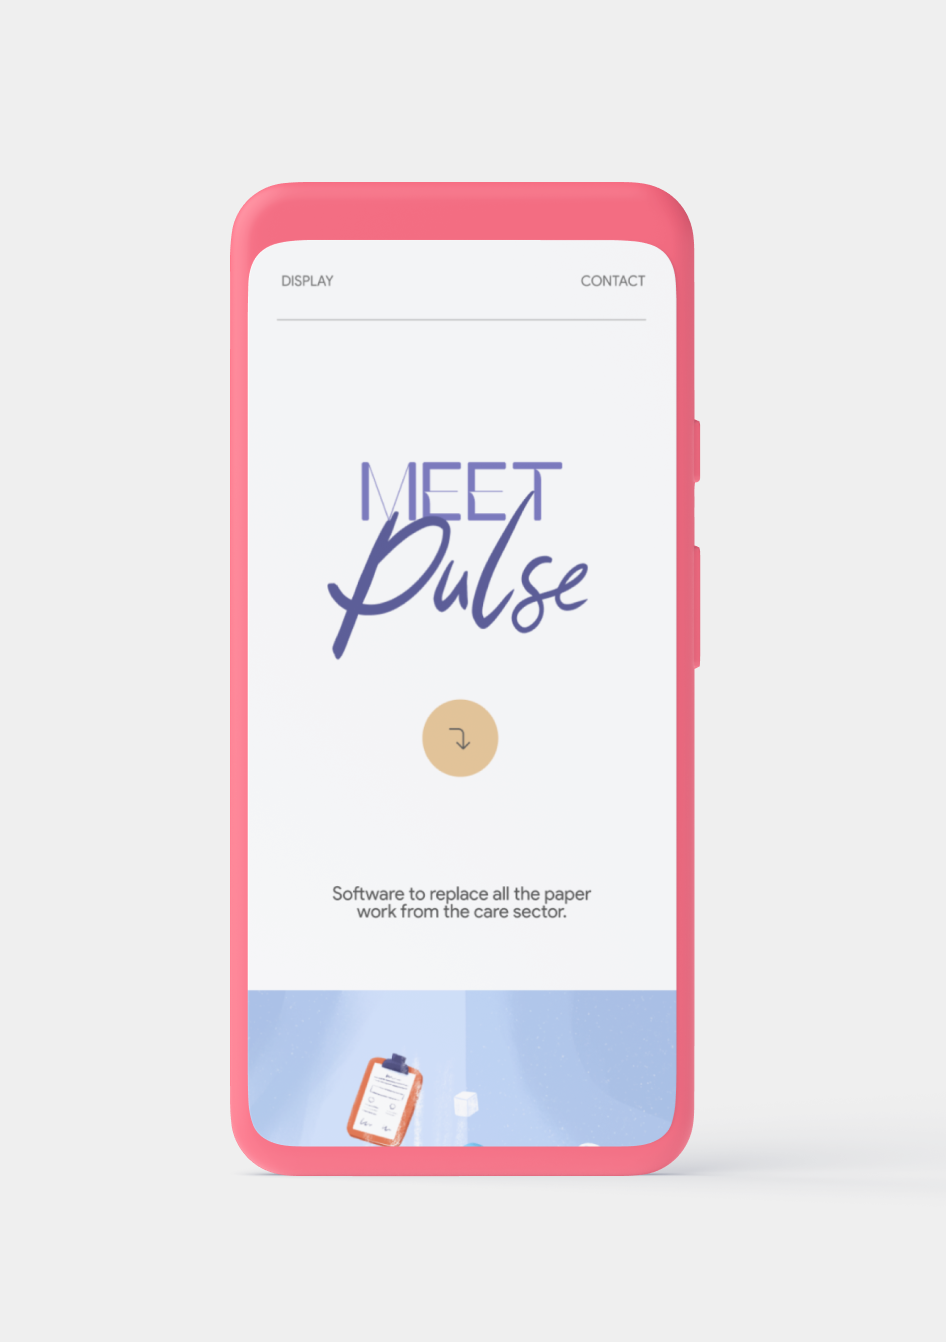 DISPLAY
CONTACT
MEET
Pulse
Software to replace all the paper
work from the care sector.